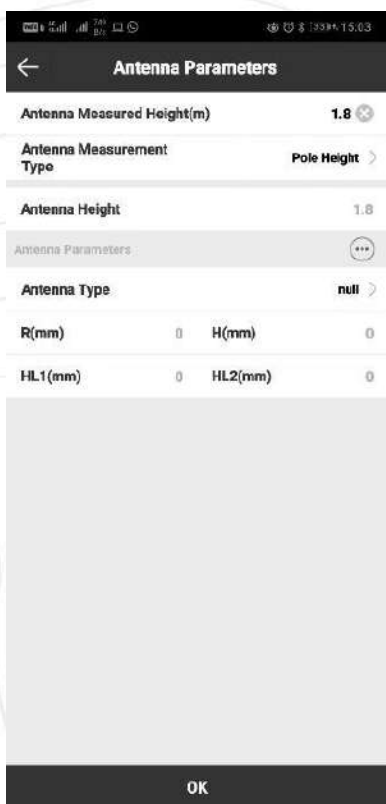 15:03
Antenna Parameters
Antenna Measured Height(m) 1.8
Antenna Measurement Type Pole Height
Antenna Height 1.8
Antenna Parameters
Antenna Type null
R(mm) 0 H(mm) 0
HL1(mm) 0 HL2(mm) 0
OK